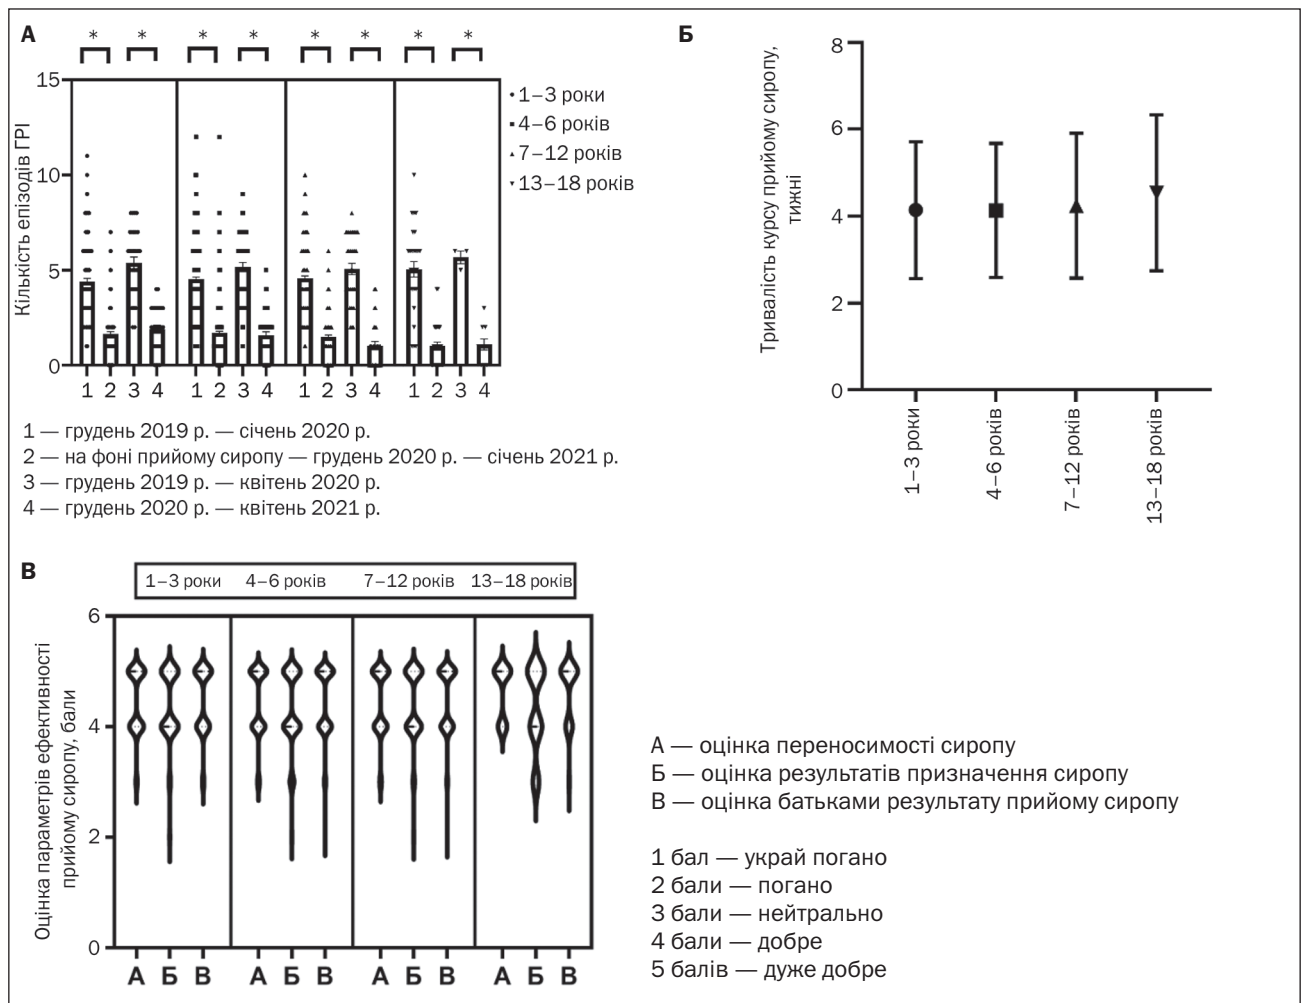 А
* * * * * * * *
Кількість епізодів ГРІ
15
10
5
0
1 2 3 4 1 2 3 4 1 2 3 4 1 2 3 4
1–3 роки
4–6 років
7–12 років
13–18 років
1 — грудень 2019 р. — січень 2020 р.
2 — на фоні прийому сиропу — грудень 2020 р. — січень 2021 р.
3 — грудень 2019 р. — квітень 2020 р.
4 — грудень 2020 р. — квітень 2021 р.
Б
Тривалість курсу прийому сиропу,
тижні
8
6
4
2
0
1–3 роки
4–6 років
7–12 років
13–18 років
В
1–3 роки 4–6 років 7–12 років 13–18 років
Оцінка параметрів ефективності
прийому сиропу, бали
6
4
2
0
А Б В А Б В А Б В А Б В
А — оцінка переносимості сиропу
Б — оцінка результатів призначення сиропу
В — оцінка батьками результату прийому сиропу
1 бал — украй погано
2 бали — погано
3 бали — нейтрально
4 бали — добре
5 балів — дуже добре